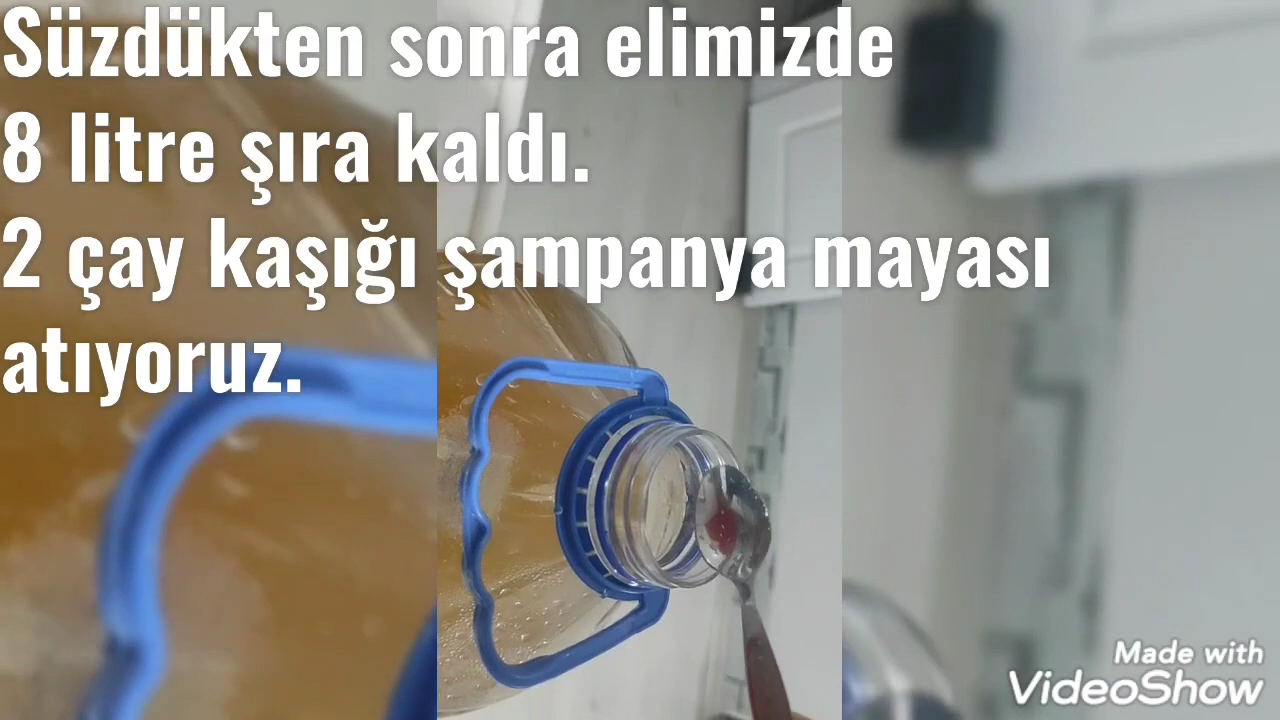 Süzdükten sonra elimizde
8 litre şıra kaldı.
2 çay kaşığı şampanya mayası
atıyoruz.
Made with
VideoShow